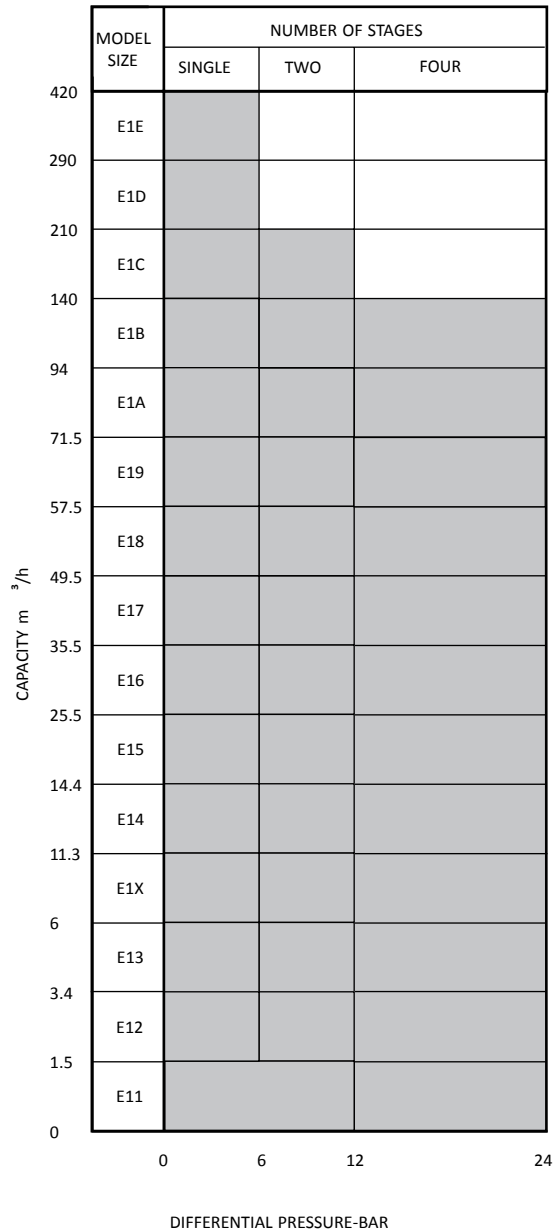 MODEL SIZE
NUMBER OF STAGES
SINGLE TWO FOUR
420
E1E
290
E1D
210
E1C
140
E1B
94
E1A
71.5
E19
57.5
E18
49.5
E17
35.5
E16
25.5
E15
14.4
E14
11.3
E1X
6
E13
3.4
E12
1.5
E11
0
CAPACITY m ³/h
0 6 12 24
DIFFERENTIAL PRESSURE-BAR